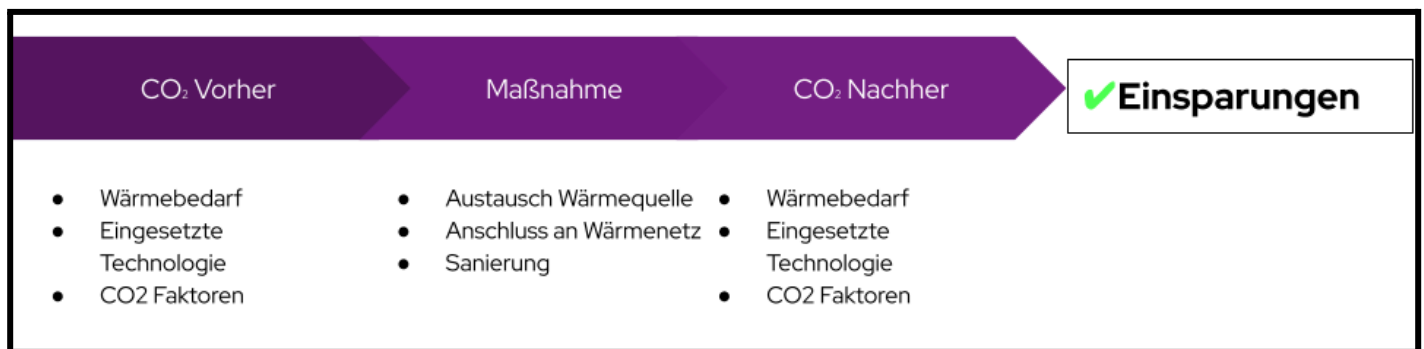 CO₂ Vorher
Maßnahme
CO₂ Nachher
✔Einsparungen
● Wärmebedarf
● Eingesetzte
Technologie
● CO2 Faktoren
● Austausch Wärmequelle
● Anschluss an Wärmenetz
● Sanierung
● Wärmebedarf
● Eingesetzte
Technologie
● CO2 Faktoren